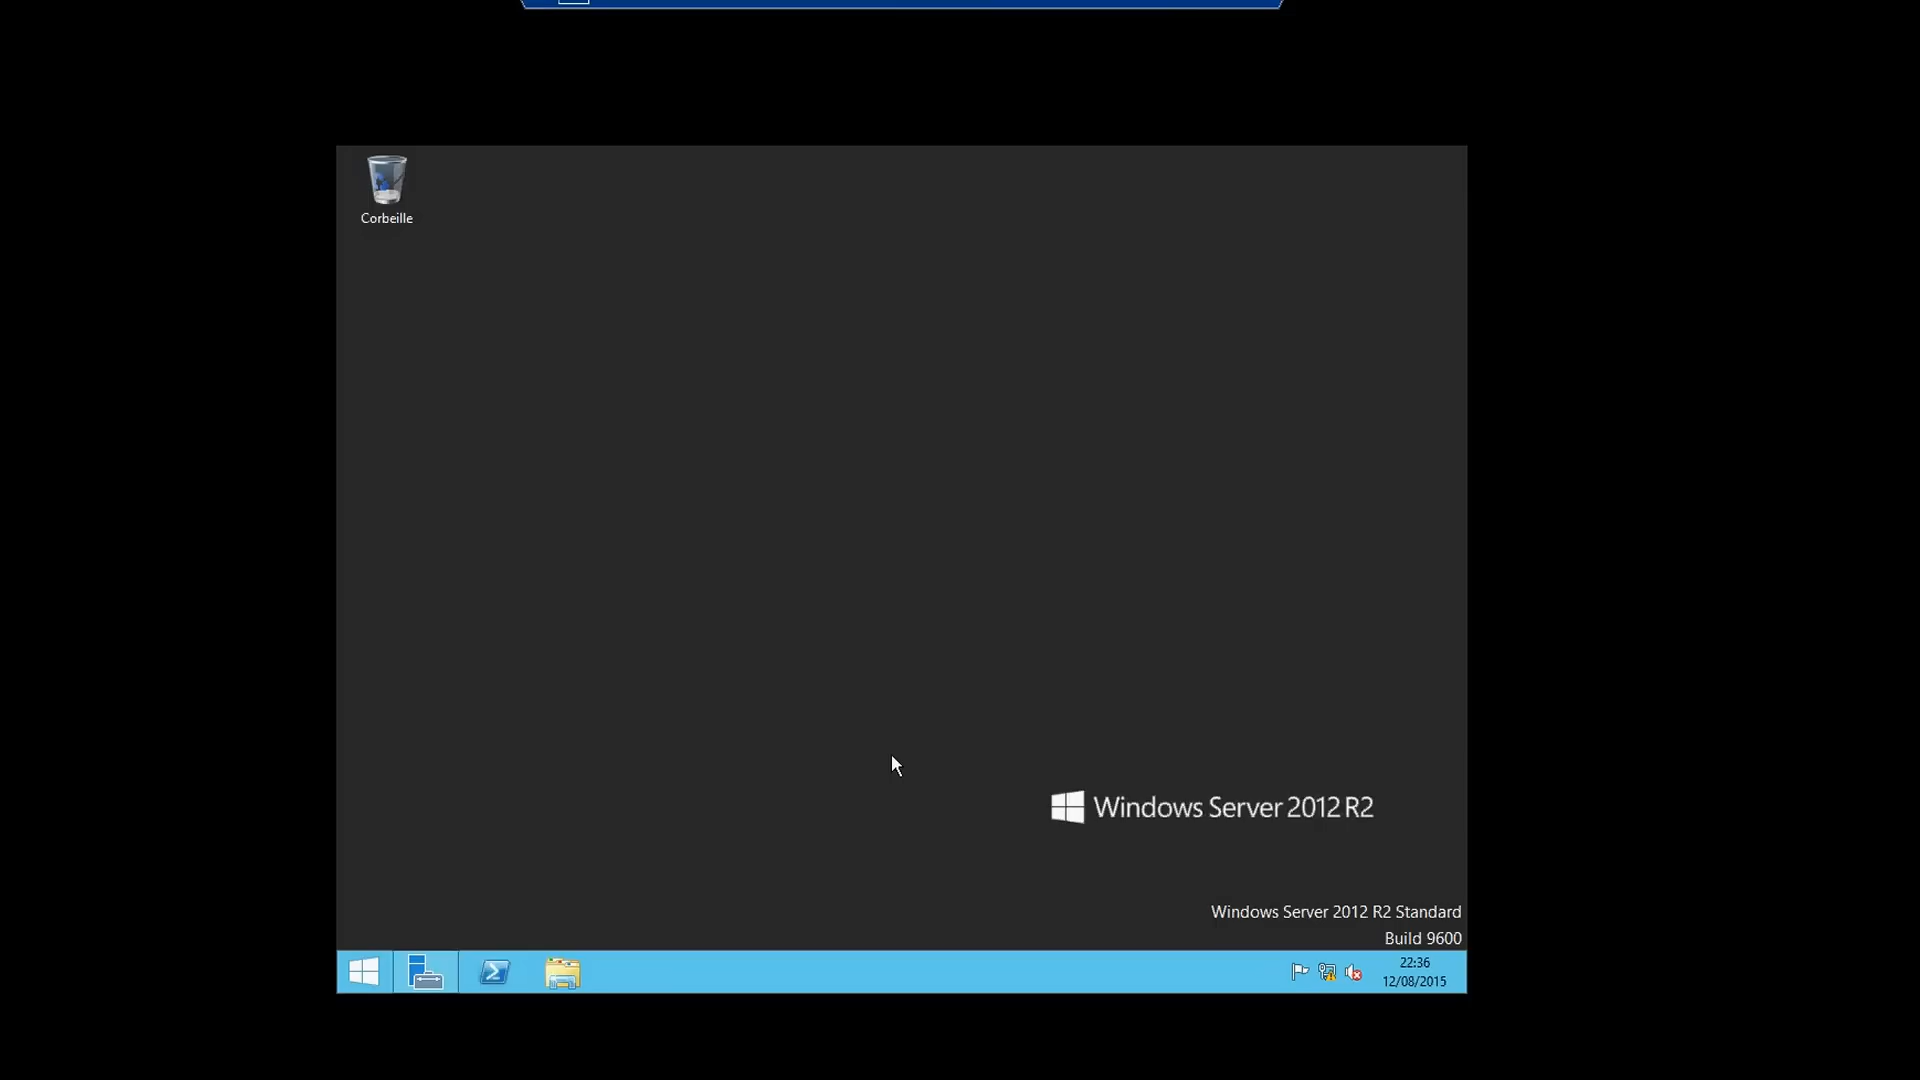 Corbeille
Windows Server 2012 R2
Windows Server 2012 R2 Standard
Build 9600
22:36
12/08/2015